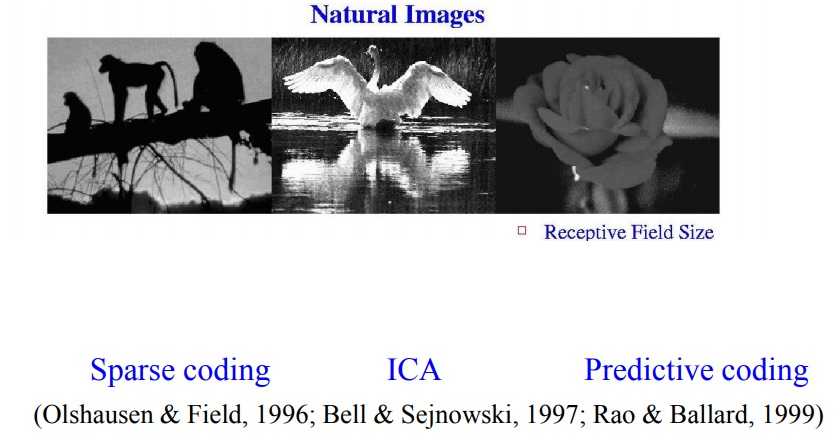 Natural Images
Receptive Field Size
Sparse coding ICA Predictive coding
(Olshausen & Field, 1996; Bell & Sejnowski, 1997; Rao & Ballard, 1999)